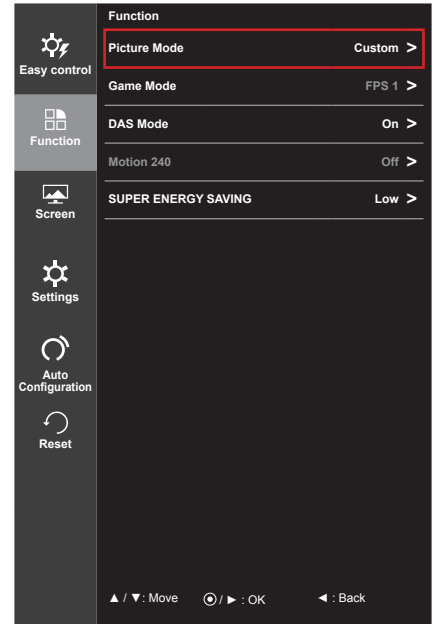 Function
Easy control
Picture Mode Custom >
Game Mode FPS 1 >
Function
DAS Mode On >
Motion 240 Off >
Screen
SUPER ENERGY SAVING Low >
Settings
Auto
Configuration
Reset
▲ / ▼: Move ◉/ ► : OK ◄ : Back